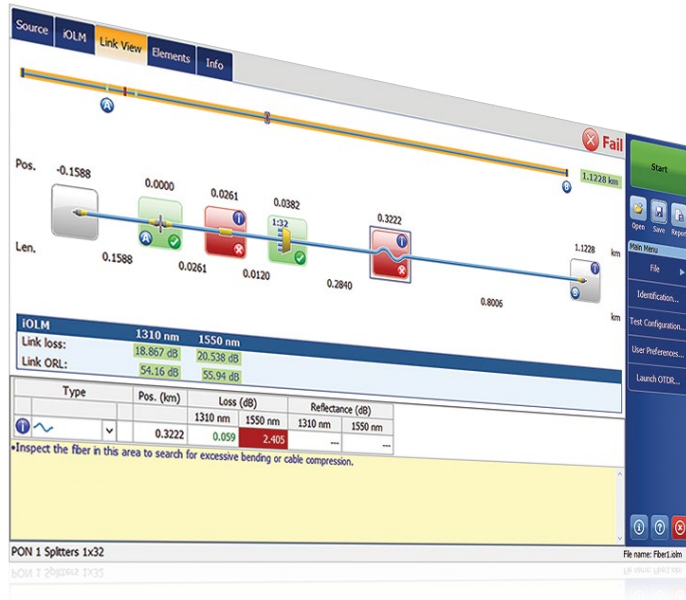 Source iOLM Link View Elements Info
Fail
Start
A
B
1.1228 km
Open Save Report
Pos. -0.1588 0.0000 0.0261 0.0382 0.3222 1.1228 km
Main Menu
1:32
File
A
B
Len. 0.1588 0.0261 0.0120 0.2840 0.8006 km
Identification...
Test Configuration...
User Preferences...
Launch OTDR...
iOLM 1310 nm 1550 nm
Link loss: 18.867 dB 20.538 dB
Link ORL: 54.16 dB 55.94 dB
Type Pos. (km) Loss (dB) Reflectance (dB)
1310 nm 1550 nm 1310 nm 1550 nm
0.3222 0.059 2.405 --- ---
•Inspect the fiber in this area to search for excessive bending or cable compression.
PON 1 Splitters 1x32
File name: Fiber1.iolm